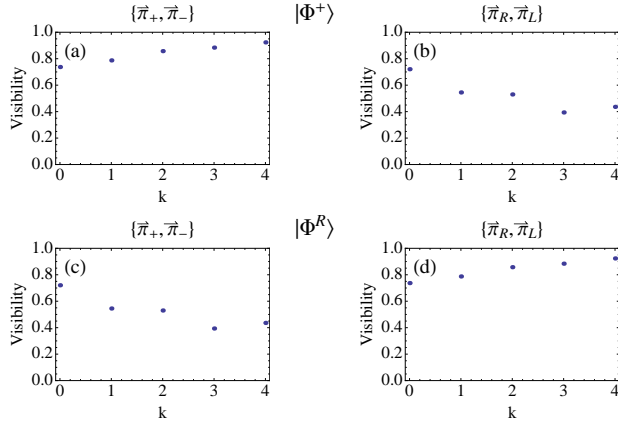 {π⃗₊, π⃗₋} |Φ⁺⟩ {π⃗_R, π⃗_L}
1.0
0.8
0.6
0.4
0.2
0.0
Visibility
(a)
0 1 2 3 4
k
1.0
0.8
0.6
0.4
0.2
0.0
Visibility
(b)
0 1 2 3 4
k
{π⃗₊, π⃗₋} |Φᴿ⟩ {π⃗_R, π⃗_L}
1.0
0.8
0.6
0.4
0.2
0.0
Visibility
(c)
0 1 2 3 4
k
1.0
0.8
0.6
0.4
0.2
0.0
Visibility
(d)
0 1 2 3 4
k